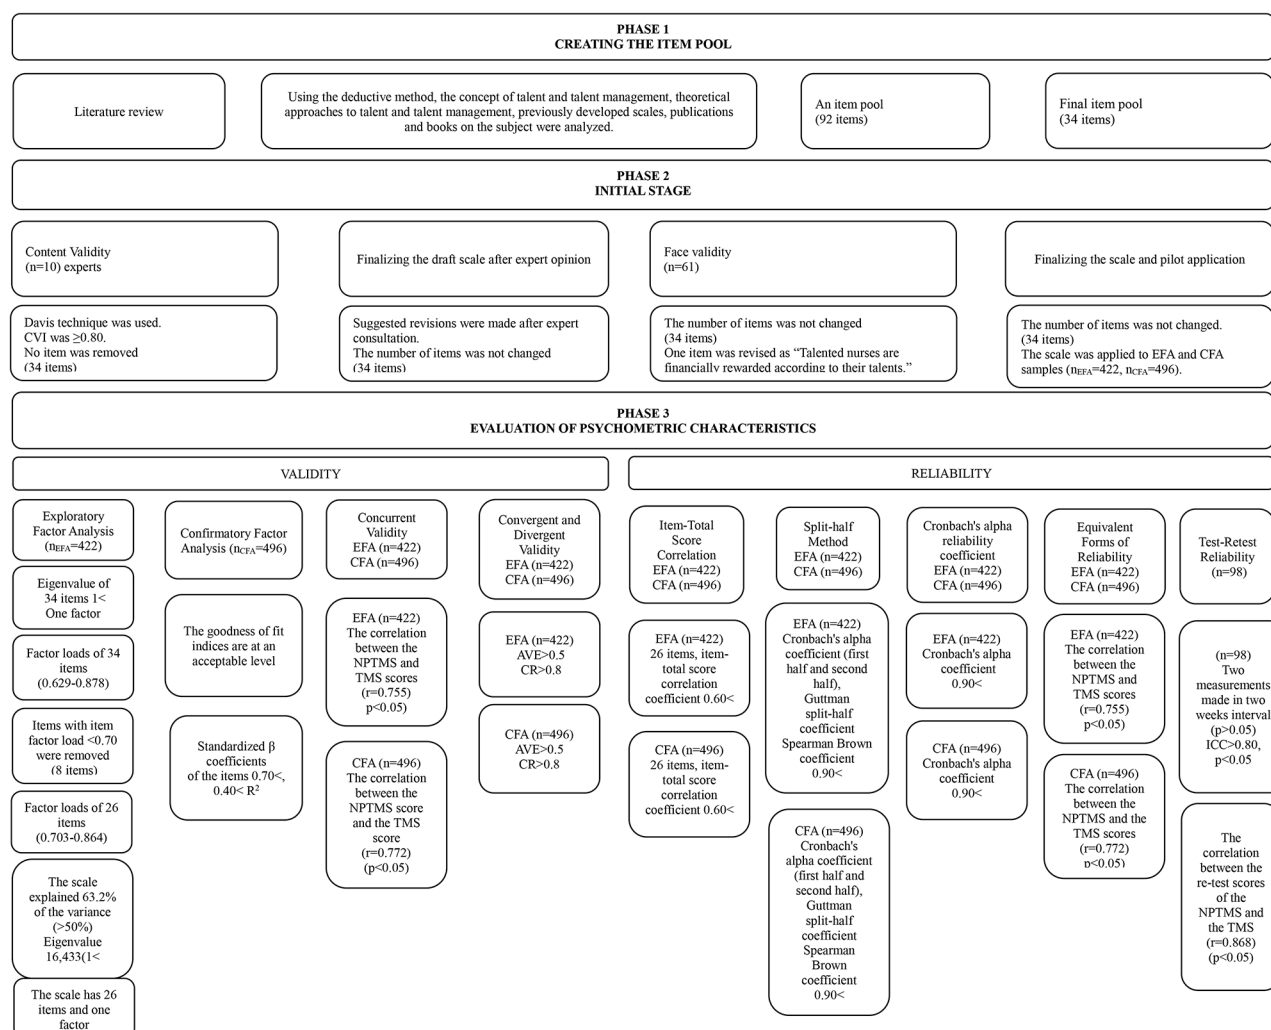 PHASE 1
CREATING THE ITEM POOL
Literature review
Using the deductive method, the concept of talent and talent management, theoretical
approaches to talent and talent management, previously developed scales, publications
and books on the subject were analyzed.
An item pool
(92 items)
Final item pool
(34 items)
PHASE 2
INITIAL STAGE
Content Validity
(n=10) experts
Finalizing the draft scale after expert opinion
Face validity
(n=61)
Finalizing the scale and pilot application
Davis technique was used.
CVI was ≥0.80.
No item was removed
(34 items)
Suggested revisions were made after expert
consultation.
The number of items was not changed
(34 items)
The number of items was not changed
(34 items)
One item was revised as “Talented nurses are
financially rewarded according to their talents.”
The number of items was not changed.
(34 items)
The scale was applied to EFA and CFA
samples (nEFA=422, nCFA=496).
PHASE 3
EVALUATION OF PSYCHOMETRIC CHARACTERISTICS
VALIDITY
RELIABILITY
Exploratory
Factor Analysis
(nEFA=422)
Eigenvalue of
34 items 1<
One factor
Factor loads of 34
items
(0.629-0.878)
Items with item
factor load <0.70
were removed
(8 items)
Factor loads of 26
items
(0.703-0.864)
The scale
explained 63.2%
of the variance
(>50%)
Eigenvalue
16,433(1<
The scale has 26
items and one
factor
Confirmatory Factor
Analysis (nCFA=496)
The goodness of fit
indices are at an
acceptable level
Standardized β
coefficients
of the items 0.70<,
0.40< R²
Concurrent
Validity
EFA (n=422)
CFA (n=496)
EFA (n=422)
The correlation
between the
NPTMS and
TMS scores
(r=0.755)
p<0.05)
CFA (n=496)
The correlation
between the
NPTMS score
and the TMS
score
(r=0.772)
(p<0.05)
Convergent and
Divergent
Validity
EFA (n=422)
CFA (n=496)
EFA (n=422)
AVE>0.5
CR>0.8
CFA (n=496)
AVE>0.5
CR>0.8
Item-Total
Score
Correlation
EFA (n=422)
CFA (n=496)
EFA (n=422)
26 items, item-
total score
correlation
coefficient 0.60<
CFA (n=496)
26 items, item-
total score
correlation
coefficient 0.60<
Split-half
Method
EFA (n=422)
CFA (n=496)
EFA (n=422)
Cronbach's alpha
coefficient (first
half and second
half),
Guttman
split-half
coefficient
Spearman Brown
coefficient
0.90<
CFA (n=496)
Cronbach's
alpha coefficient
(first half and
second half),
Guttman
split-half
coefficient
Spearman
Brown
coefficient
0.90<
Cronbach's alpha
reliability
coefficient
EFA (n=422)
CFA (n=496)
EFA (n=422)
Cronbach's alpha
coefficient
0.90<
CFA (n=496)
Cronbach's alpha
coefficient
0.90<
Equivalent
Forms of
Reliability
EFA (n=422)
CFA (n=496)
EFA (n=422)
The correlation
between the
NPTMS and
TMS scores
(r=0.755)
p<0.05)
CFA (n=496)
The correlation
between the
NPTMS and the
TMS scores
(r=0.772)
p<0.05)
Test-Retest
Reliability
(n=98)
(n=98)
Two
measurements
made in two
weeks interval
(p>0.05)
ICC>0.80,
p<0.05
The
correlation
between the
re-test scores
of the
NPTMS and
the TMS
(r=0.868)
(p<0.05)